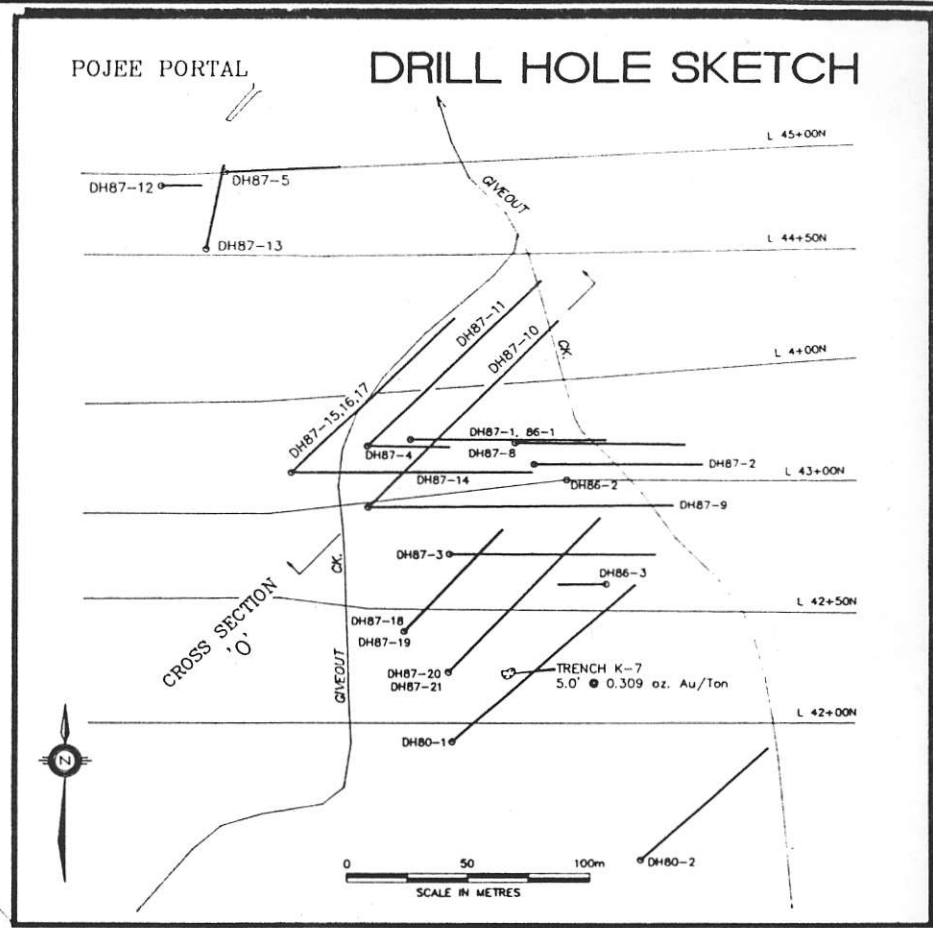 POJEE PORTAL
DRILL HOLE SKETCH
L 45+00N
GIVEOUT
DH87-12
DH87-5
DH87-13
L 44+50N
DH87-11
DH87-10
CK.
L 4+00N
DH87-15,16,17
DH87-1, 86-1
DH87-4
DH87-8
DH87-2
DH87-14
DH86-2
L 43+00N
DH87-9
DH87-3
CK.
DH86-3
CROSS SECTION
'O'
L 42+50N
DH87-18
DH87-19
GIVEOUT
DH87-20
DH87-21
TRENCH K-7
5.0' @ 0.309 oz. Au/Ton
L 42+00N
DH80-1
N
0 50 100m
SCALE IN METRES
DH80-2